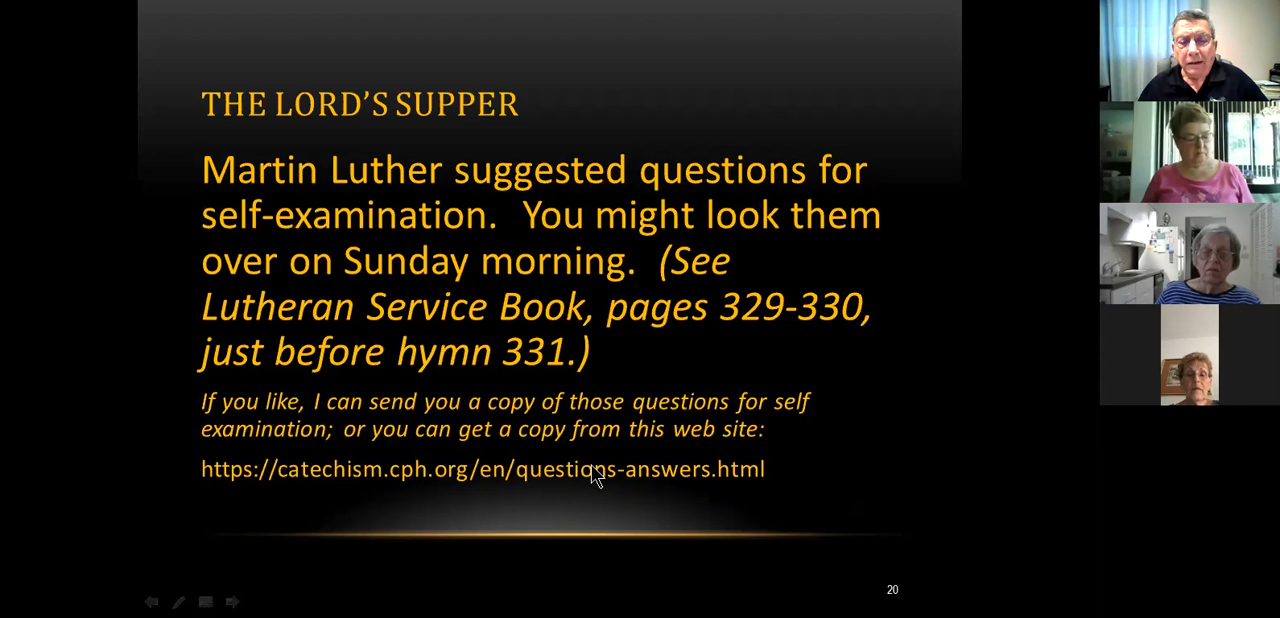 THE LORD’S SUPPER
Martin Luther suggested questions for
self-examination.  You might look them
over on Sunday morning.  (See
Lutheran Service Book, pages 329-330,
just before hymn 331.)
If you like, I can send you a copy of those questions for self
examination;  or you can get a copy from this web site:
https://catechism.cph.org/en/questions-answers.html
20